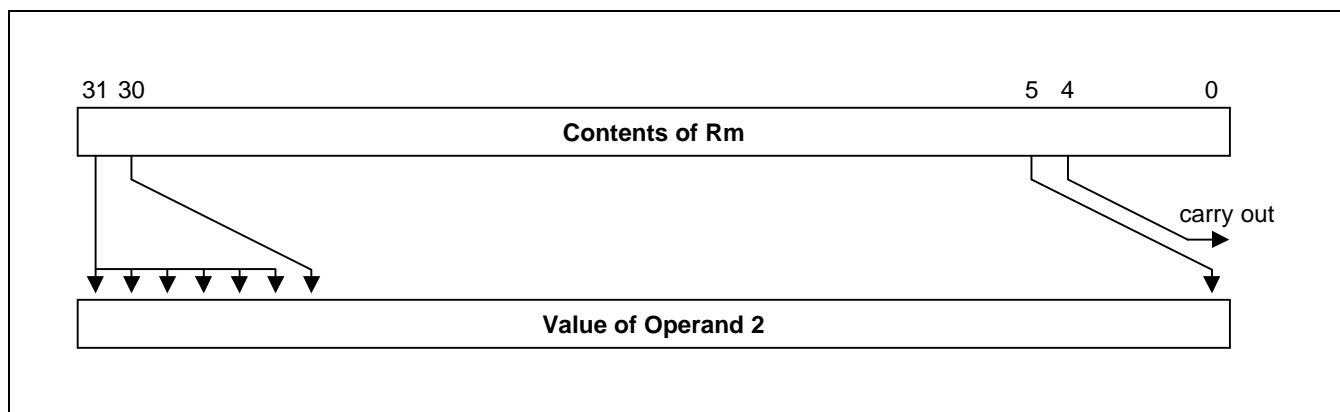 31 30 5 4 0
Contents of Rm
carry out
Value of Operand 2